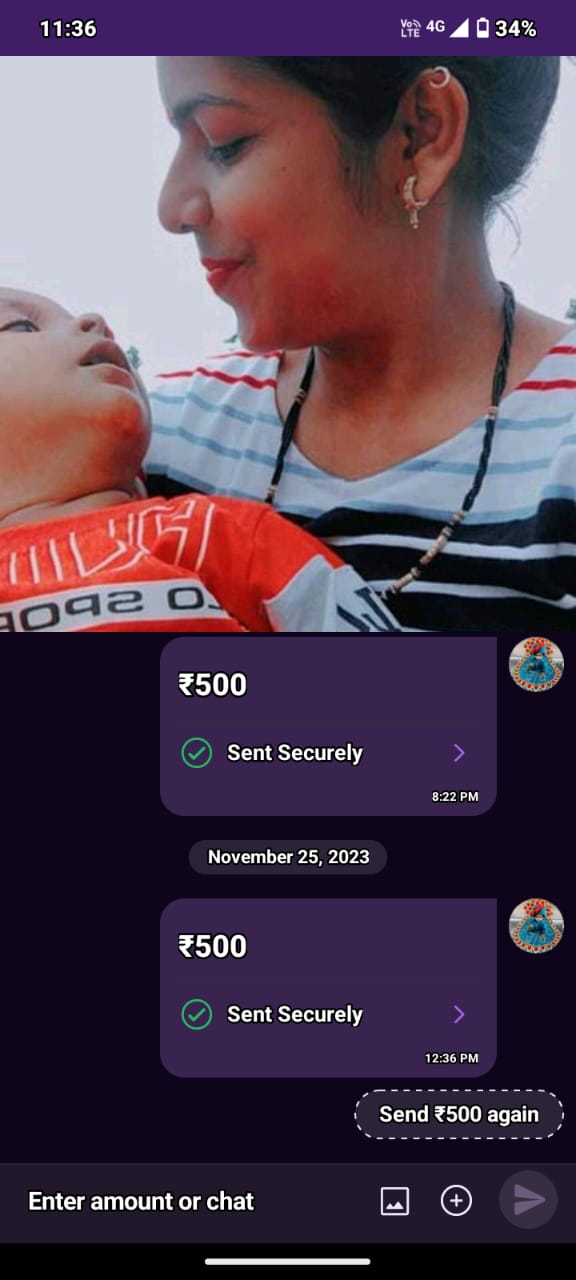 11:36
Vo LTE 4G 34%
₹500
Sent Securely
8:22 PM
November 25, 2023
₹500
Sent Securely
12:36 PM
Send ₹500 again
Enter amount or chat